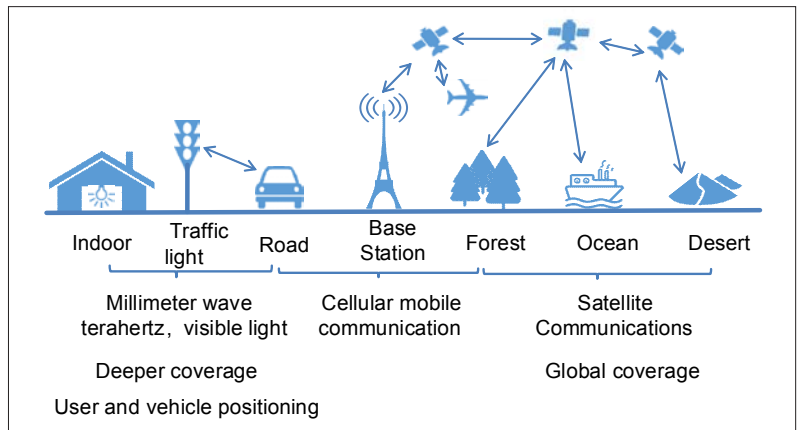 Indoor
Traffic
light
Road
Base
Station
Forest
Ocean
Desert
Millimeter wave
terahertz, visible light
Cellular mobile
communication
Satellite
Communications
Deeper coverage
Global coverage
User and vehicle positioning